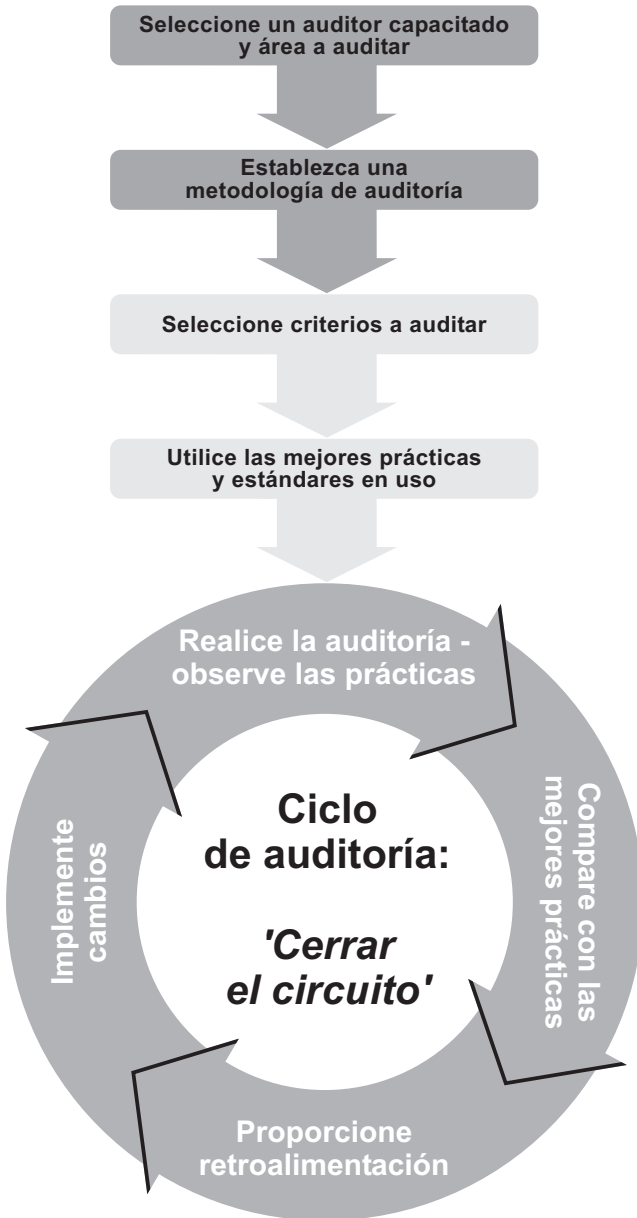 Seleccione un auditor capacitado
y área a auditar
Establezca una
metodología de auditoría
Seleccione criterios a auditar
Utilice las mejores prácticas
y estándares en uso
Realice la auditoría -
observe las prácticas
Compare con las
mejores prácticas
Proporcione
retroalimentación
Implemente
cambios
Ciclo
de auditoría:
'Cerrar
el circuito'